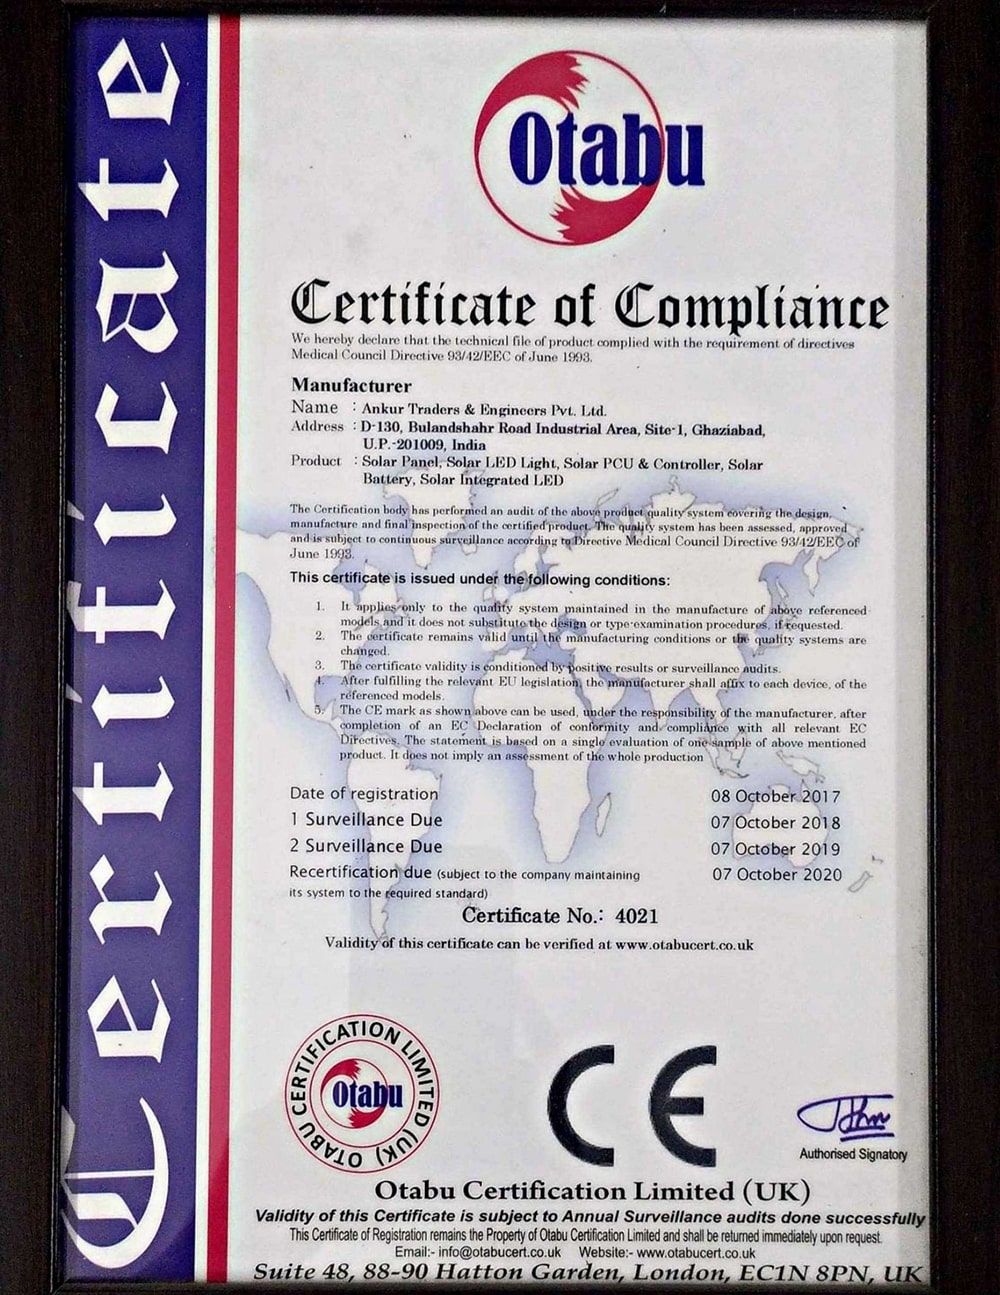 Certificate
Otabu
Certificate of Compliance
We hereby declare that the technical file of product complied with the requirement of directives
Medical Council Directive 93/42/EEC of June 1993.
Manufacturer
Name : Ankur Traders & Engineers Pvt. Ltd.
Address : D-130, Bulandshahr Road Industrial Area, Site-1, Ghaziabad,
U.P.-201009, India
Product : Solar Panel, Solar LED Light, Solar PCU & Controller, Solar
Battery, Solar Integrated LED
The Certification body has performed an audit of the above product quality system covering the design,
manufacture and final inspection of the certified product. The quality system has been assessed, approved
and is subject to continuous surveillance according to Directive Medical Council Directive 93/42/EEC of
June 1993.
This certificate is issued under the following conditions:
1. It applies only to the quality system maintained in the manufacture of above referenced
models and it does not substitute the design or type-examination procedures, if requested.
2. The certificate remains valid until the manufacturing conditions or the quality systems are
changed.
3. The certificate validity is conditioned by positive results or surveillance audits.
4. After fulfilling the relevant EU legislation, the manufacturer shall affix to each device, of the
referenced models.
5. The CE mark as shown above can be used, under the responsibility of the manufacturer, after
completion of an EC Declaration of conformity and compliance with all relevant EC
Directives. The statement is based on a single evaluation of one sample of above mentioned
product. It does not imply an assessment of the whole production
Date of registration 08 October 2017
1 Surveillance Due 07 October 2018
2 Surveillance Due 07 October 2019
Recertification due (subject to the company maintaining 07 October 2020
its system to the required standard)
Certificate No.: 4021
Validity of this certificate can be verified at www.otabucert.co.uk
OTABU CERTIFICATION LIMITED (UK)
Otabu
CE
Authorised Signatory
Otabu Certification Limited (UK)
Validity of this Certificate is subject to Annual Surveillance audits done successfully
This Certificate of Registration remains the Property of Otabu Certification Limited and shall be returned immediately upon request.
Email:- info@otabucert.co.uk Website:- www.otabucert.co.uk
Suite 48, 88-90 Hatton Garden, London, EC1N 8PN, UK